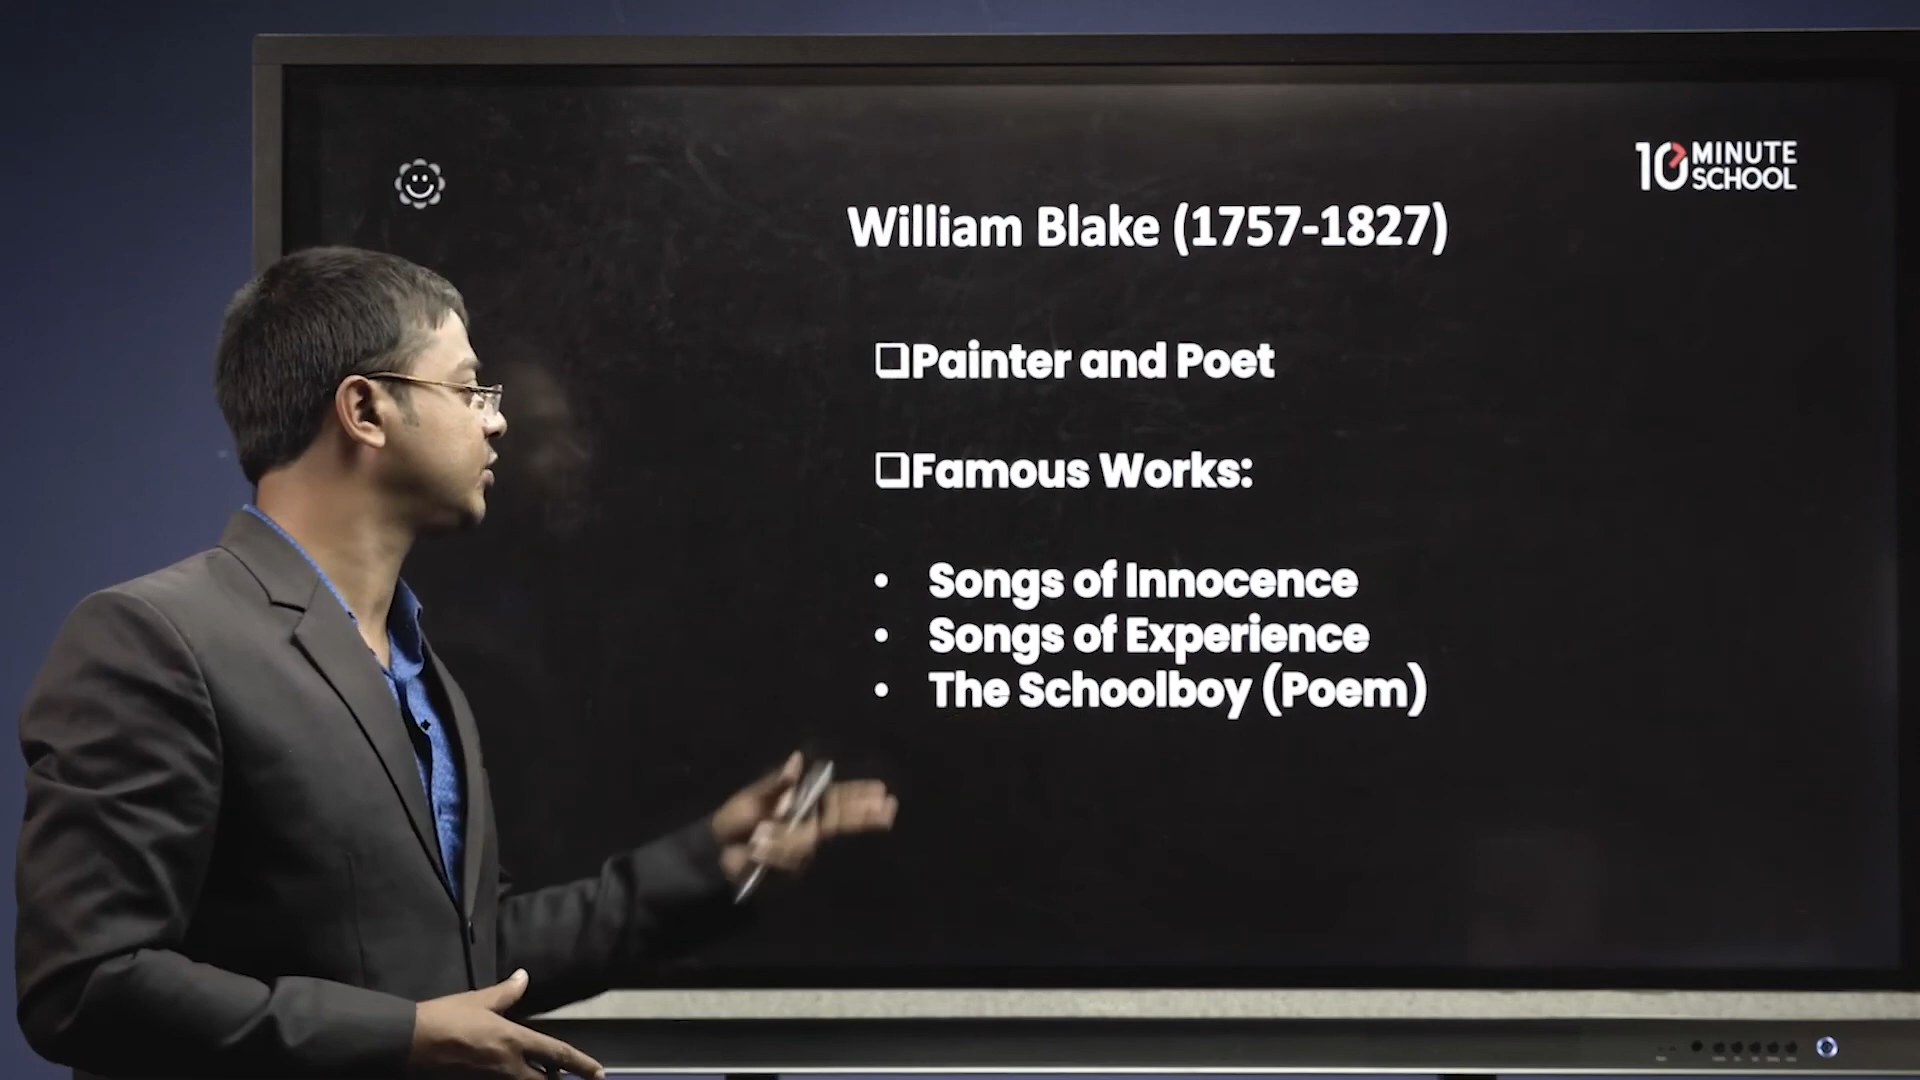 10 MINUTE
SCHOOL
William Blake (1757-1827)
❑Painter and Poet
❑Famous Works:
• Songs of Innocence
• Songs of Experience
• The Schoolboy (Poem)